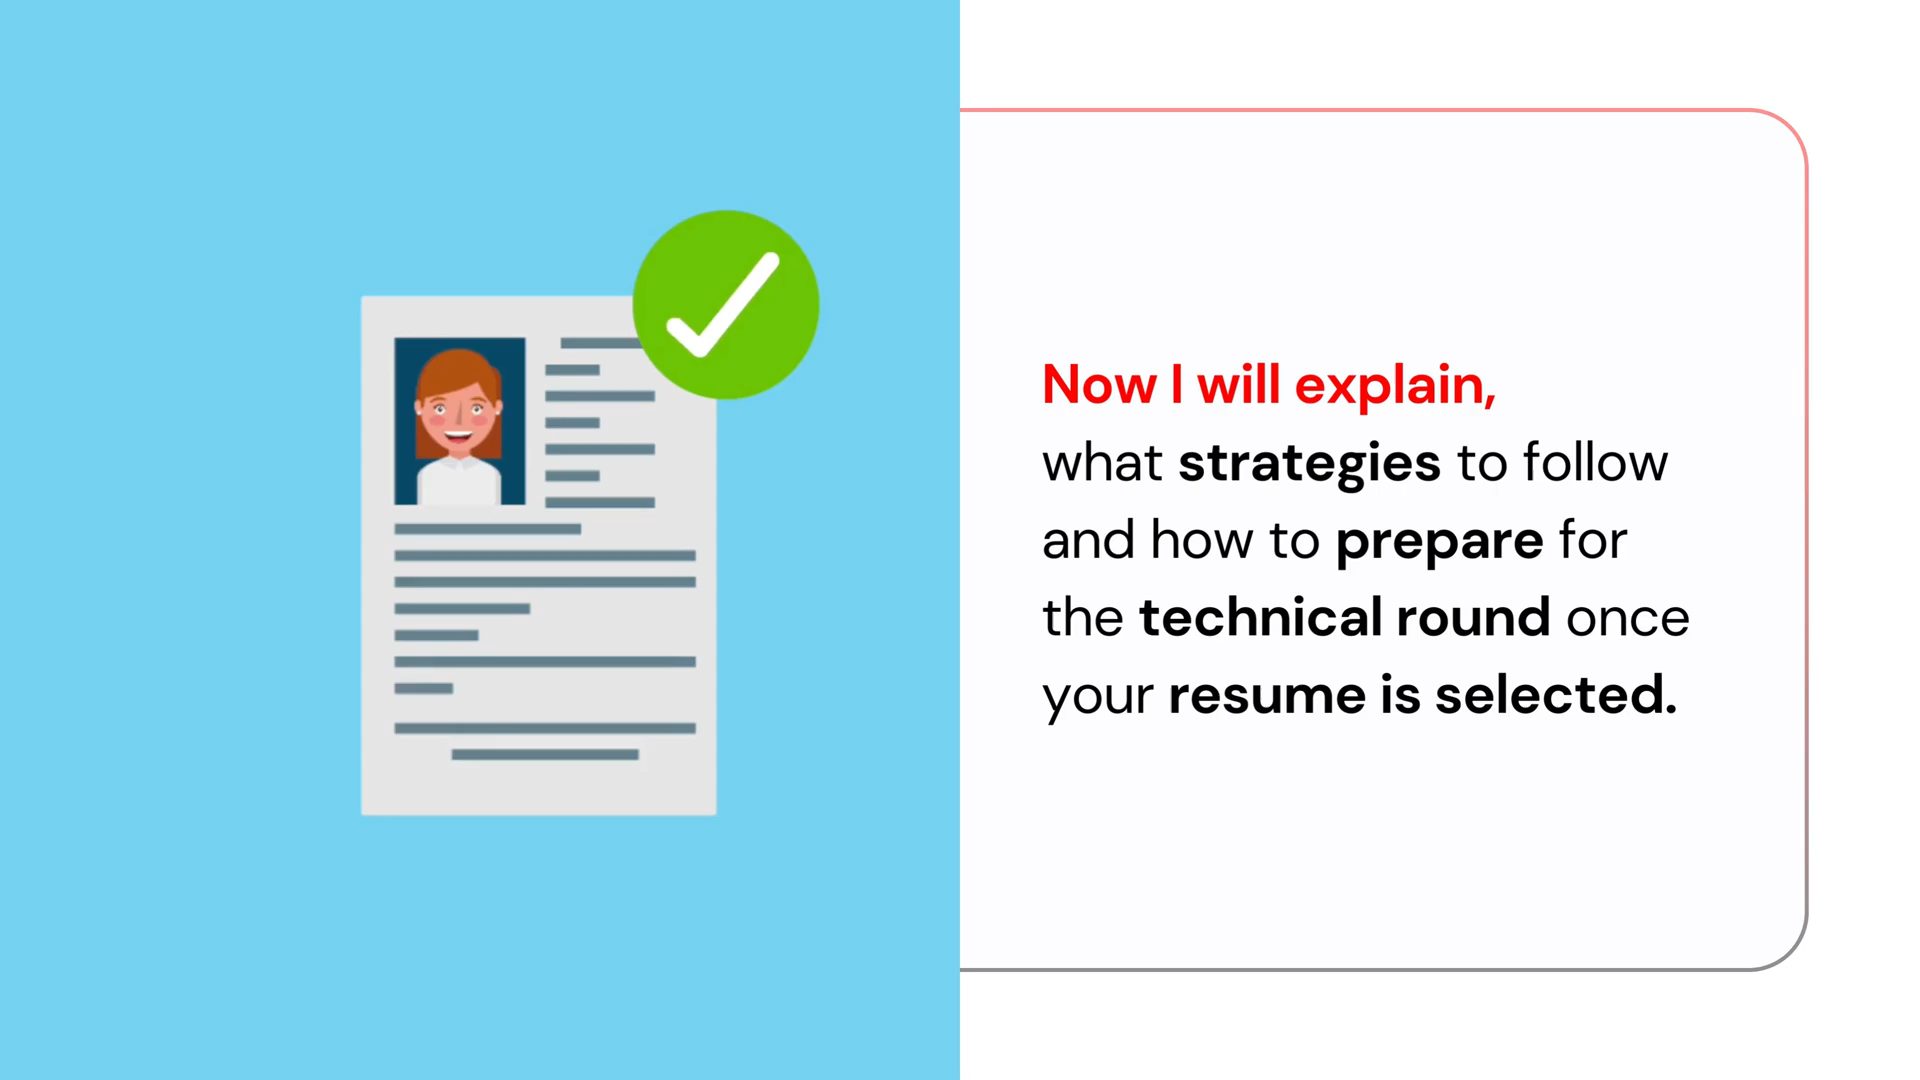 Now I will explain,
what strategies to follow
and how to prepare for
the technical round once
your resume is selected.